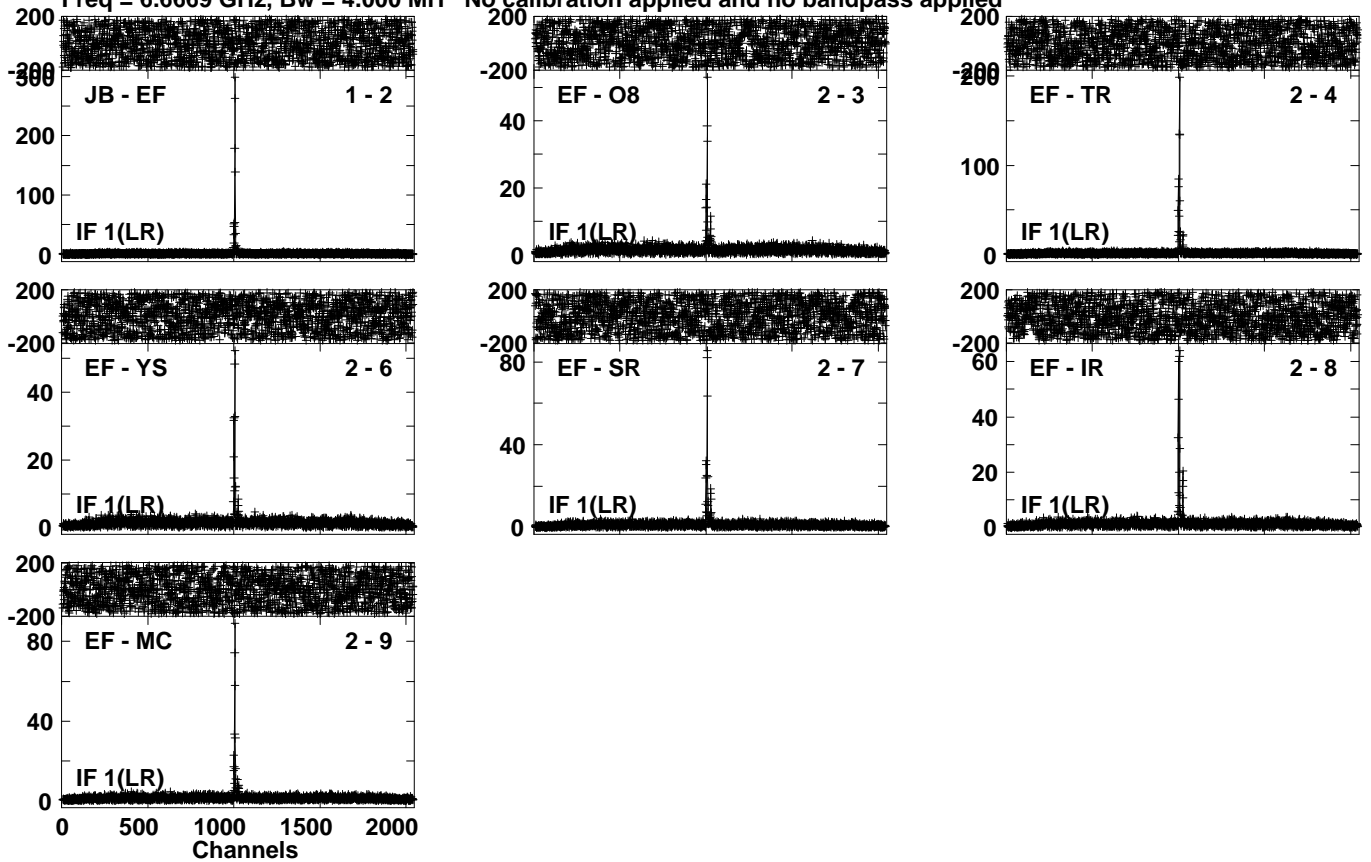 Freq = 6.6669 GHz, Bw = 4.000 MH No calibration applied and no bandpass applied
200 200 200
-200 -200 -200
300 200
JB - EF 1 - 2 EF - O8 2 - 3 EF - TR 2 - 4
200 40
100 20 100
IF 1(LR) IF 1(LR) IF 1(LR)
0 0 0
200 200 200
-200 -200 -200
EF - YS 2 - 6 EF - SR 2 - 7 EF - IR 2 - 8
80 60
40 40 40
20 20
IF 1(LR) IF 1(LR) IF 1(LR)
0 0 0
200
-200
EF - MC 2 - 9
80
40
IF 1(LR)
0
0 500 1000 1500 2000
Channels